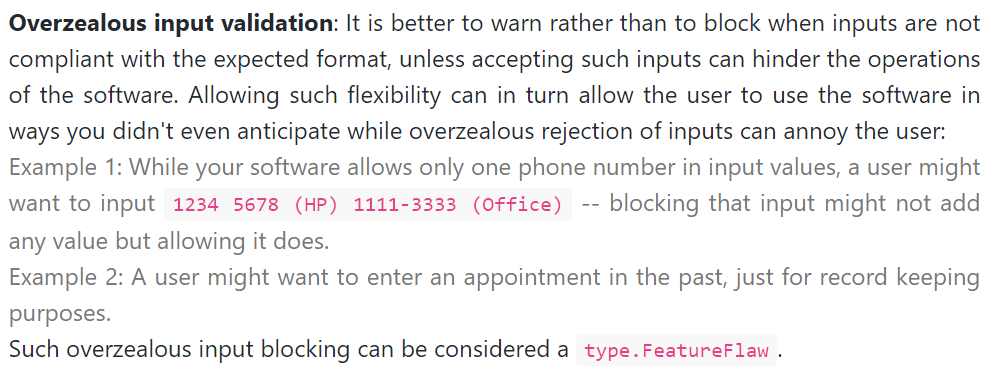 Overzealous input validation: It is better to warn rather than to block when inputs are not
compliant with the expected format, unless accepting such inputs can hinder the operations
of the software. Allowing such flexibility can in turn allow the user to use the software in
ways you didn't even anticipate while overzealous rejection of inputs can annoy the user:
Example 1: While your software allows only one phone number in input values, a user might
want to input 1234 5678 (HP) 1111-3333 (Office) -- blocking that input might not add
any value but allowing it does.
Example 2: A user might want to enter an appointment in the past, just for record keeping
purposes.
Such overzealous input blocking can be considered a type.FeatureFlaw.